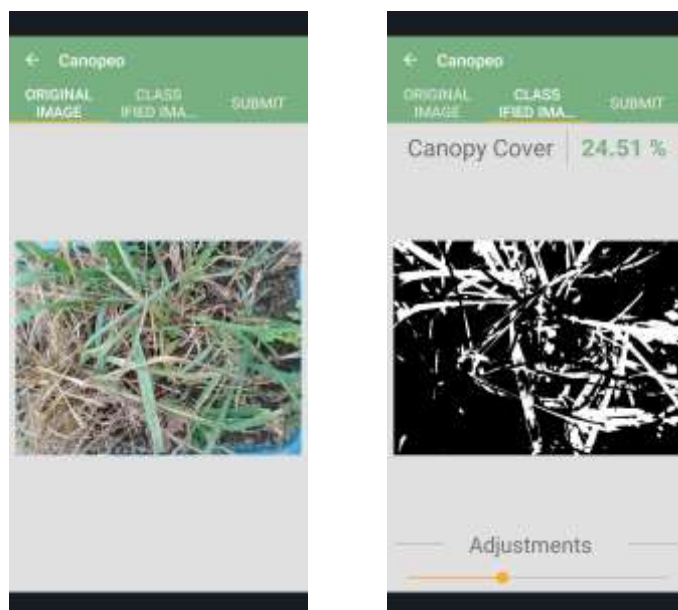 ← Canopeo
ORIGINAL
IMAGE
CLASS
IFIED IMA...
SUBMIT
← Canopeo
ORIGINAL
IMAGE
CLASS
IFIED IMA...
SUBMIT
Canopy Cover 24.51 %
Adjustments